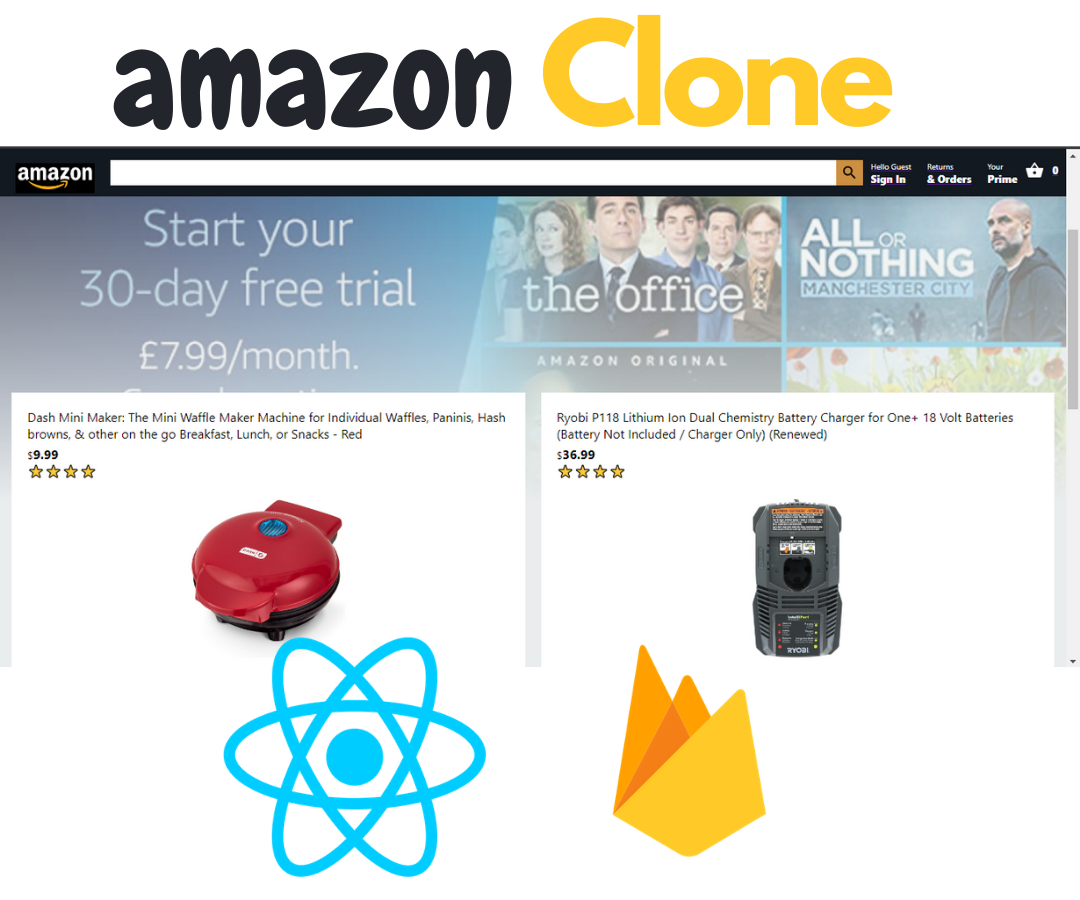 amazon Clone
amazon
Hello Guest
Sign In
Returns
& Orders
Your
Prime
0
Start your
30-day free trial
£7.99/month.
the office
ALL OR
NOTHING
MANCHESTER CITY
AMAZON ORIGINAL
Dash Mini Maker: The Mini Waffle Maker Machine for Individual Waffles, Paninis, Hash
browns, & other on the go Breakfast, Lunch, or Snacks - Red
$9.99
Ryobi P118 Lithium Ion Dual Chemistry Battery Charger for One+ 18 Volt Batteries
(Battery Not Included / Charger Only) (Renewed)
$36.99
RYOBI